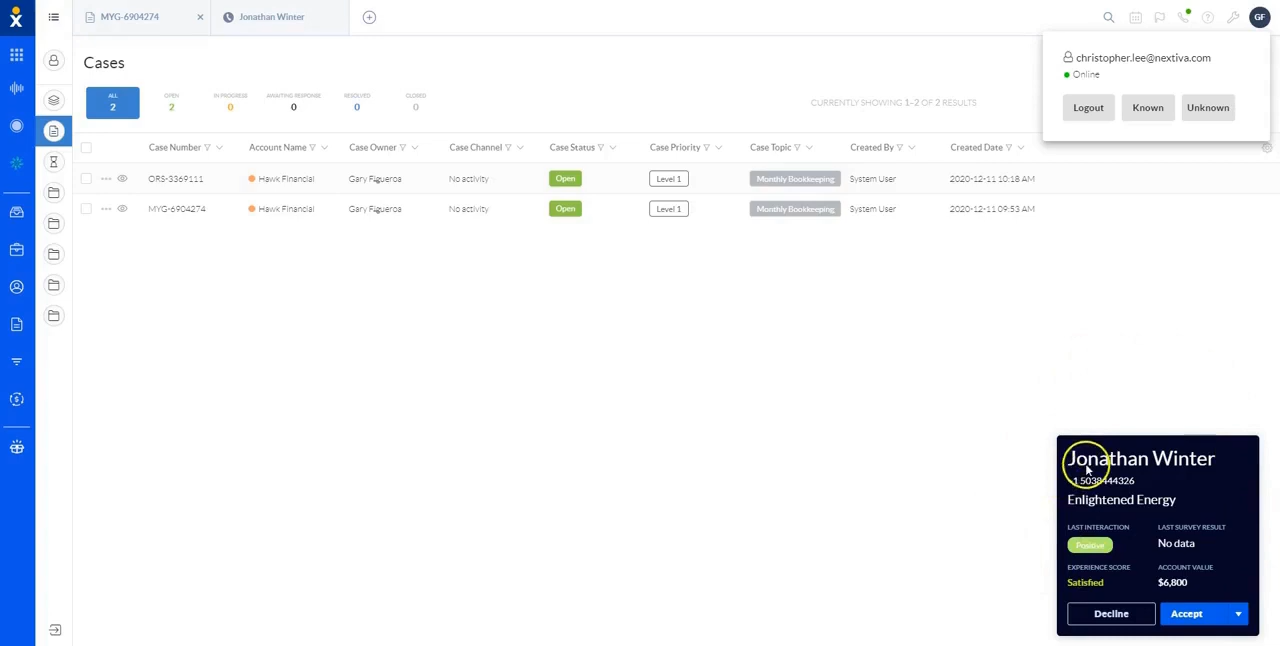 MYG-6904274
Jonathan Winter
GF
Cases
ALL
2
OPEN
2
IN PROGRESS
0
AWAITING RESPONSE
0
RESOLVED
0
CLOSED
0
CURRENTLY SHOWING 1–2 OF 2 RESULTS
christopher.lee@nextiva.com
Online
Logout Known Unknown
Case Number Account Name Case Owner Case Channel Case Status Case Priority Case Topic Created By Created Date
ORS-3369111 Hawk Financial Gary Figueroa No activity Open Level 1 Monthly Bookkeeping System User 2020-12-11 10:18 AM
MYG-6904274 Hawk Financial Gary Figueroa No activity Open Level 1 Monthly Bookkeeping System User 2020-12-11 09:53 AM
Jonathan Winter
+1 5038444326
Enlightened Energy
LAST INTERACTION LAST SURVEY RESULT
Positive No data
EXPERIENCE SCORE ACCOUNT VALUE
Satisfied $6,800
Decline Accept